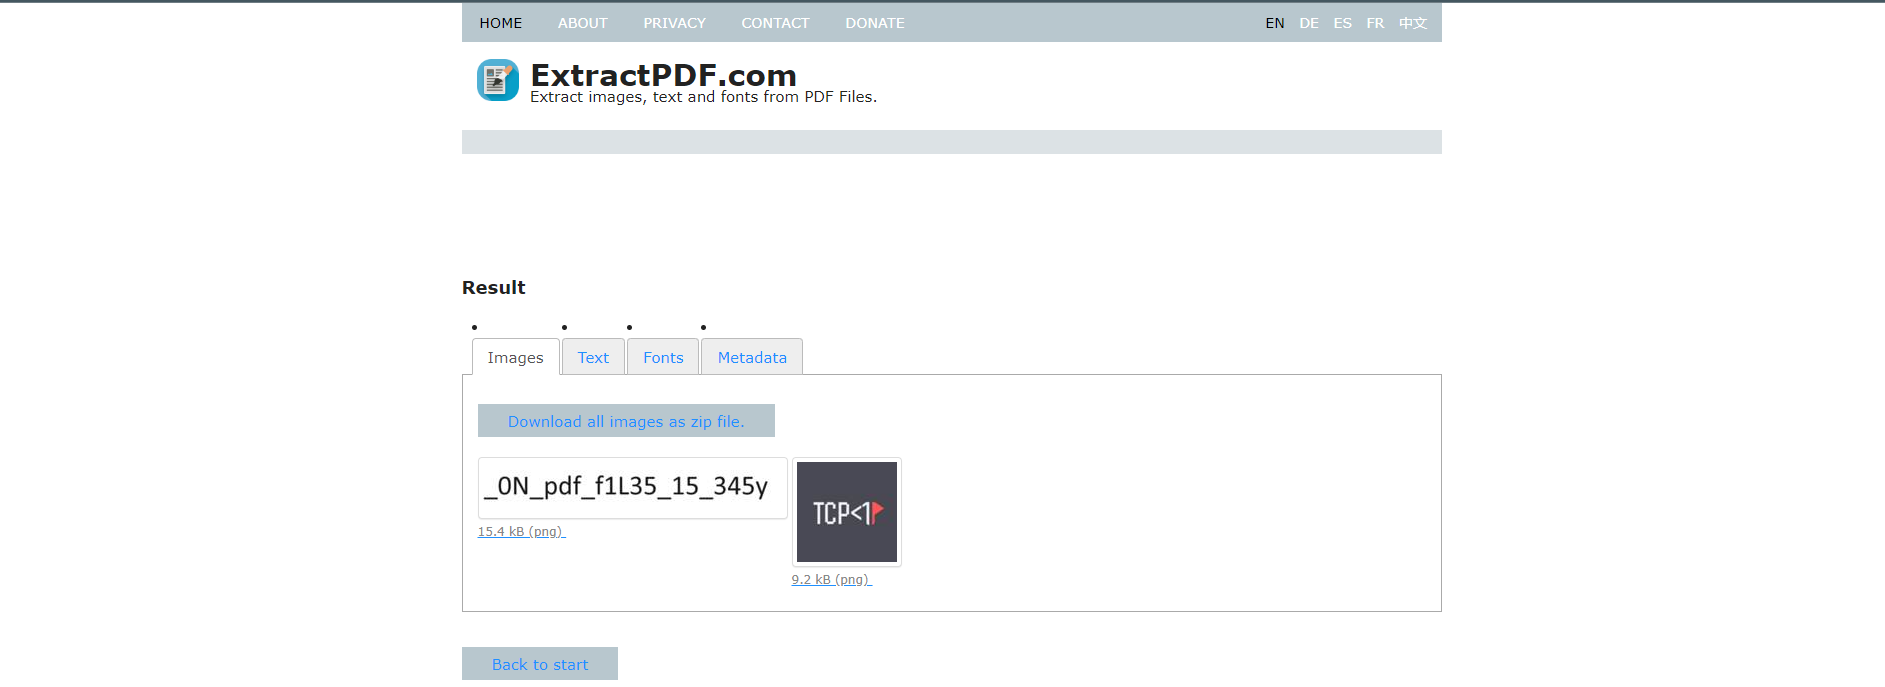 HOME ABOUT PRIVACY CONTACT DONATE EN DE ES FR 中文
ExtractPDF.com
Extract images, text and fonts from PDF Files.
Result
Images Text Fonts Metadata
Download all images as zip file.
_0N_pdf_f1L35_15_345y
TCP<1
15.4 kB (png)
9.2 kB (png)
Back to start